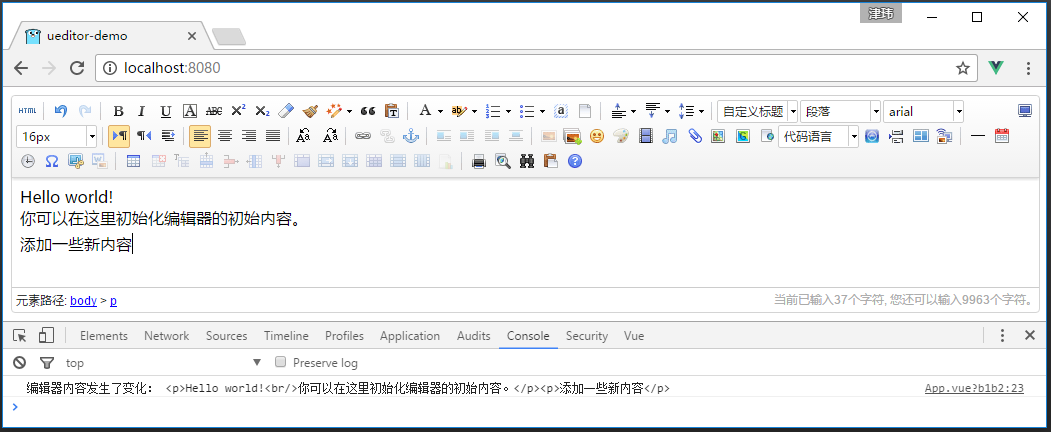 津玮
ueditor-demo
localhost:8080
HTML B I U A ABC X² X₂ A ab 自定义标题 段落 arial
16px 代码语言
Hello world!
你可以在这里初始化编辑器的初始内容。
添加一些新内容
元素路径: body > p 当前已输入37个字符, 您还可以输入9963个字符。
Elements Network Sources Timeline Profiles Application Audits Console Security Vue
top Preserve log
编辑器内容发生了变化: <p>Hello world!<br/>你可以在这里初始化编辑器的初始内容。</p><p>添加一些新内容</p> App.vue?b1b2:23